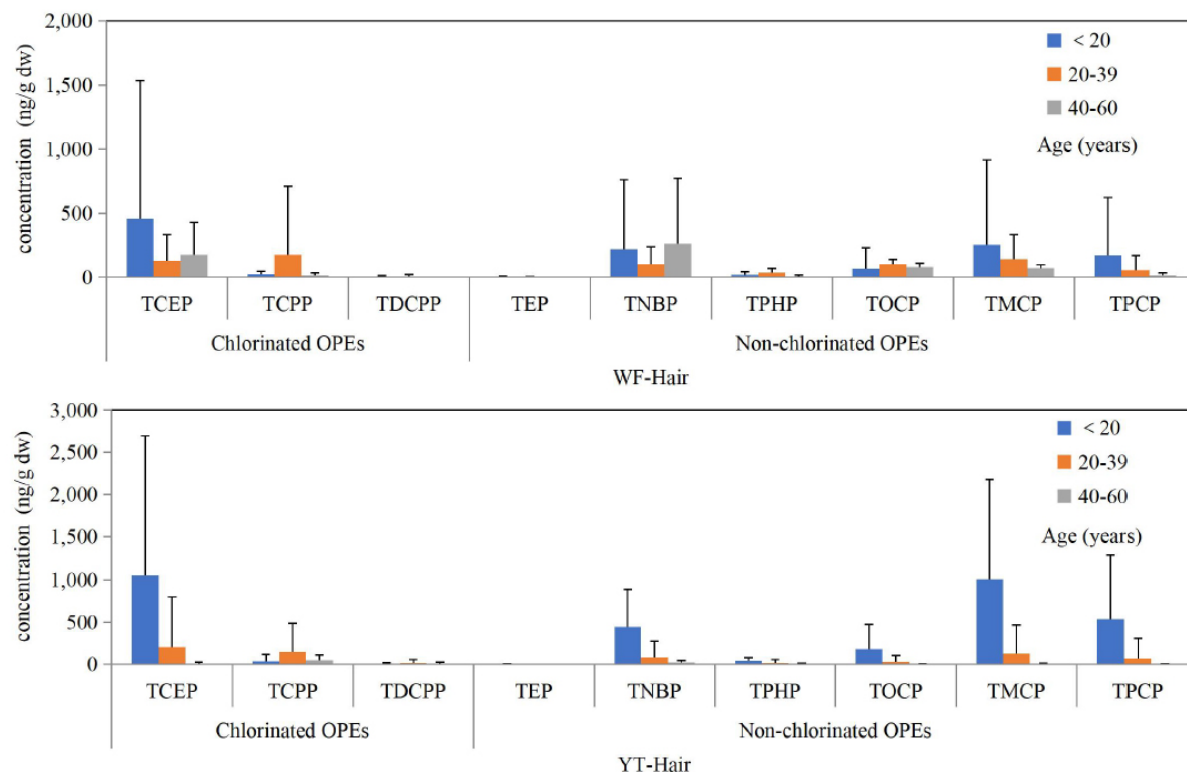 2,000
1,500
1,000
500
0
concentration (ng/g dw)
< 20
20-39
40-60
Age (years)
TCEP TCPP TDCPP TEP TNBP TPHP TOCP TMCP TPCP
Chlorinated OPEs Non-chlorinated OPEs
WF-Hair
3,000
2,500
2,000
1,500
1,000
500
0
concentration (ng/g dw)
< 20
20-39
40-60
Age (years)
TCEP TCPP TDCPP TEP TNBP TPHP TOCP TMCP TPCP
Chlorinated OPEs Non-chlorinated OPEs
YT-Hair